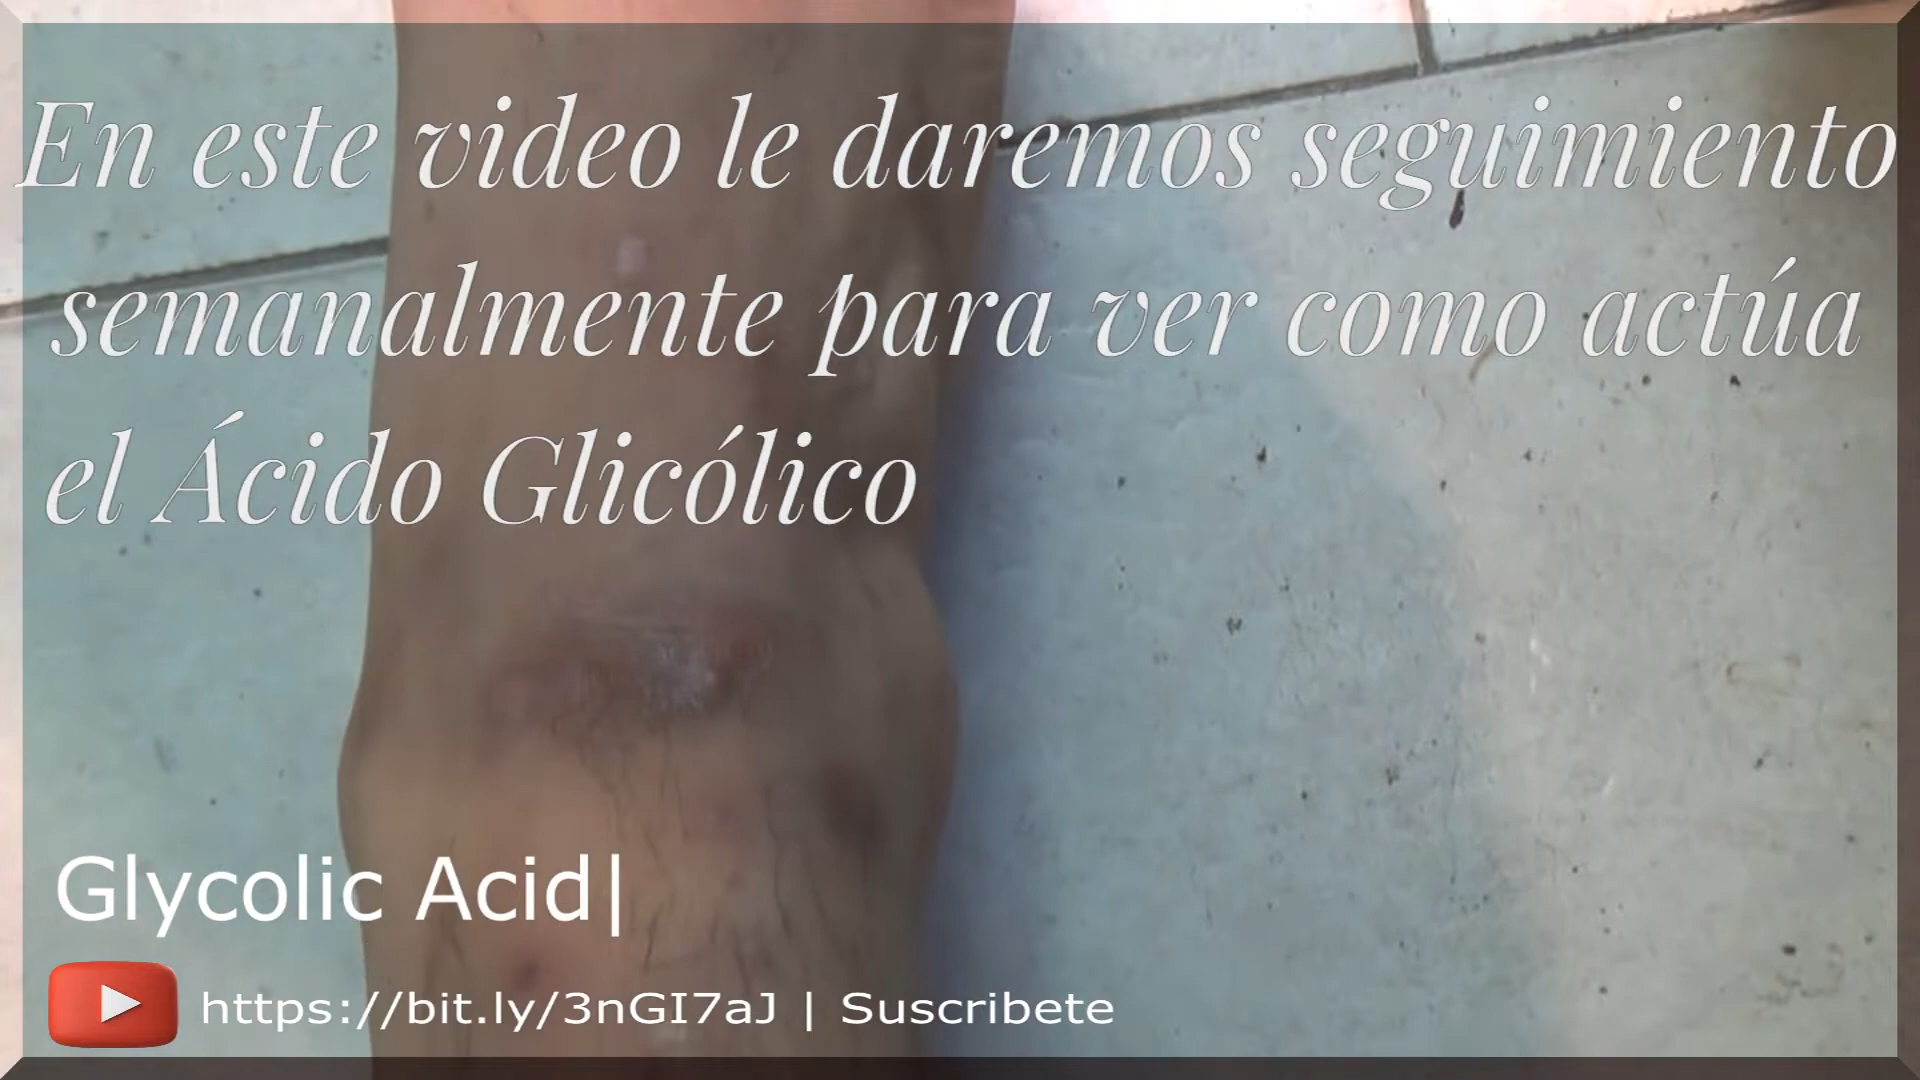 En este video le daremos seguimiento
semanalmente para ver como actúa
el Ácido Glicólico
Glycolic Acid|
https://bit.ly/3nGI7aJ | Suscribete